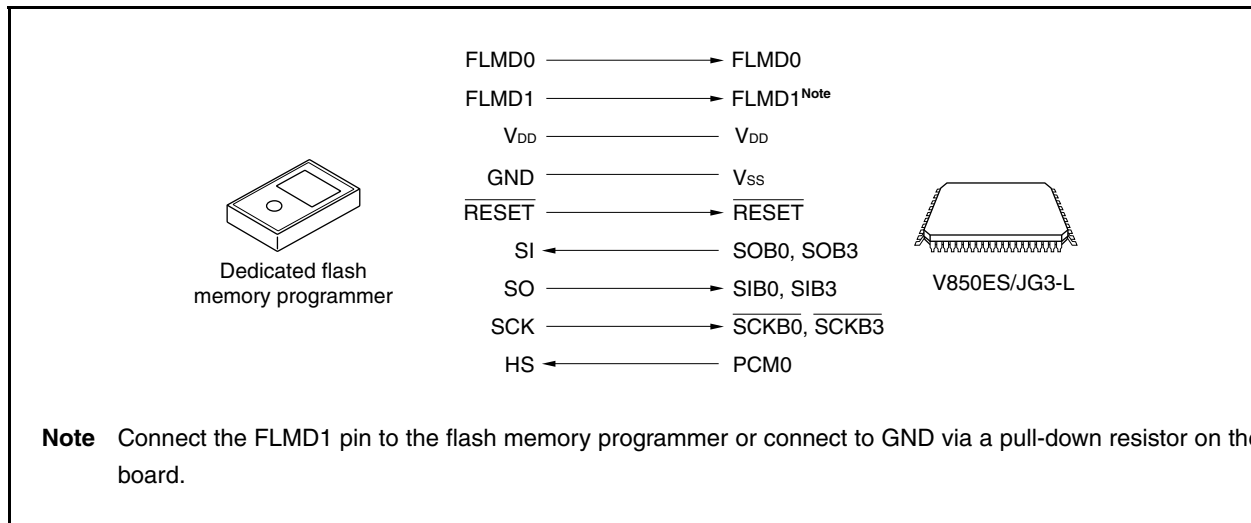 FLMD0 FLMD0
FLMD1 FLMD1Note
VDD VDD
GND VSS
RESET RESET
SI SOB0, SOB3
SO SIB0, SIB3
SCK SCKB0, SCKB3
HS PCM0
Dedicated flash
memory programmer
V850ES/JG3-L
Note Connect the FLMD1 pin to the flash memory programmer or connect to GND via a pull-down resistor on the
board.